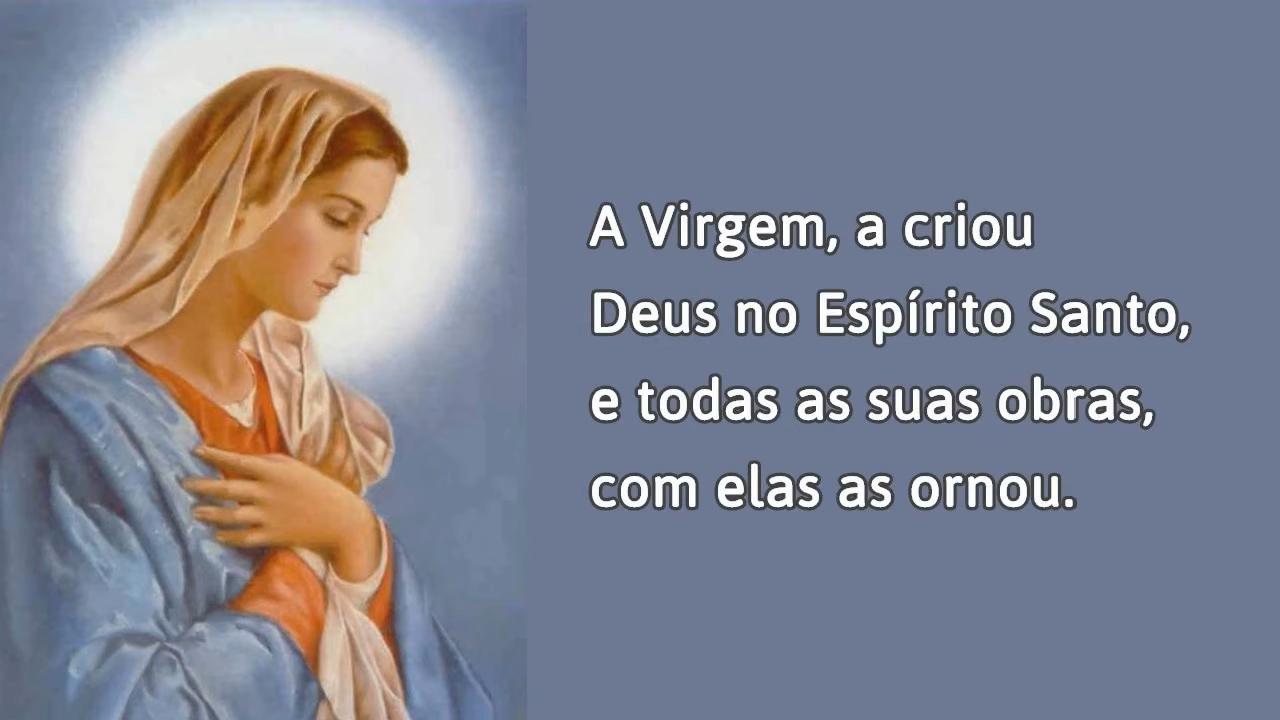 A Virgem, a criou
Deus no Espírito Santo,
e todas as suas obras,
com elas as ornou.